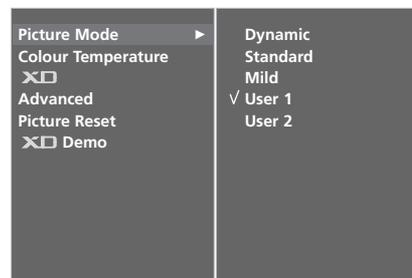 Picture Mode ►
Colour Temperature
XD
Advanced
Picture Reset
XD Demo
Dynamic
Standard
Mild
√ User 1
User 2